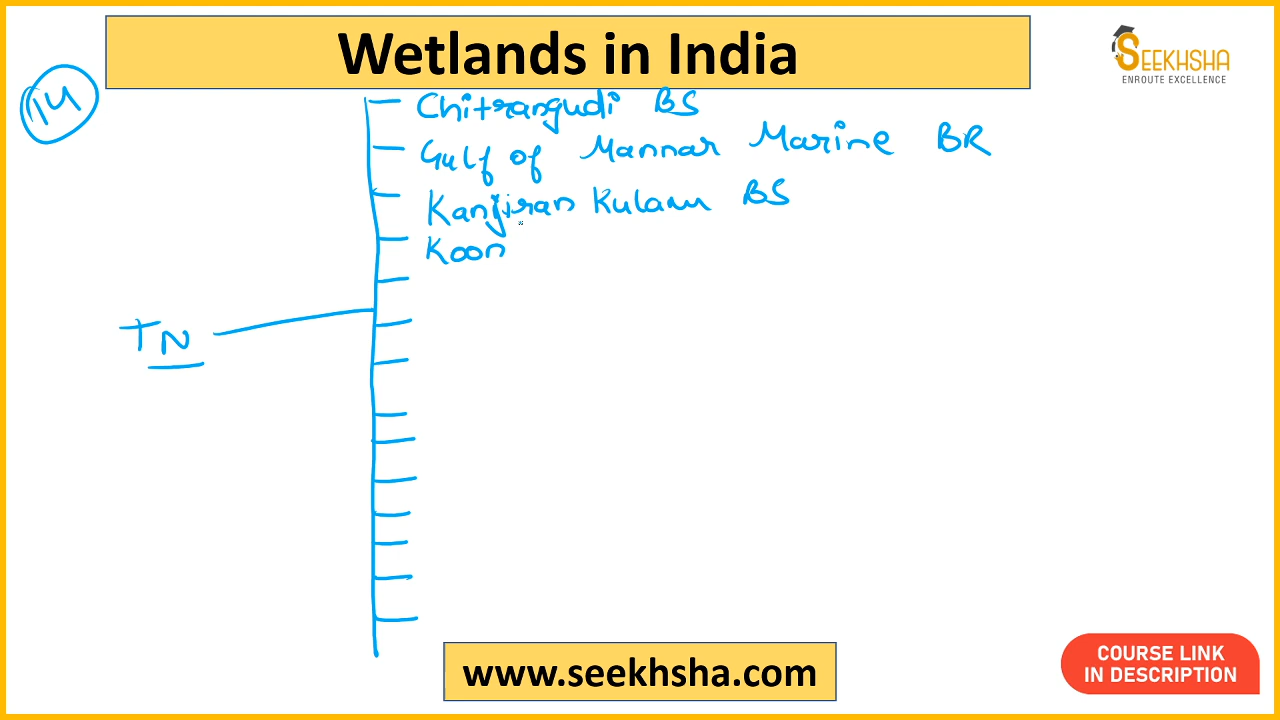 Wetlands in India
SEEKHSHA
ENROUTE EXCELLENCE
14
Chitrangudi BS
Gulf of Mannar Marine BR
Kanjiran Kulam BS
Koon
TN
www.seekhsha.com
COURSE LINK
IN DESCRIPTION